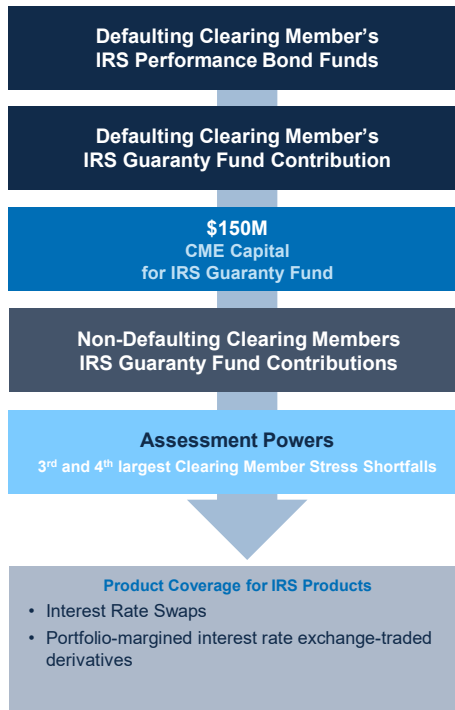 Defaulting Clearing Member’s
IRS Performance Bond Funds
Defaulting Clearing Member’s
IRS Guaranty Fund Contribution
$150M
CME Capital
for IRS Guaranty Fund
Non-Defaulting Clearing Members
IRS Guaranty Fund Contributions
Assessment Powers
3rd and 4th largest Clearing Member Stress Shortfalls
Product Coverage for IRS Products
• Interest Rate Swaps
• Portfolio-margined interest rate exchange-traded
derivatives